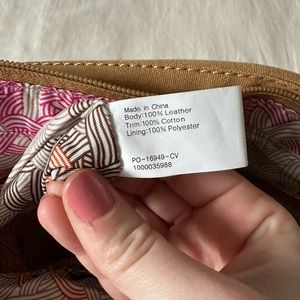 Made in China
Body:100% Leather
Trim:100% Cotton
Lining:100% Polyester
PO-16949-CV
1000035988